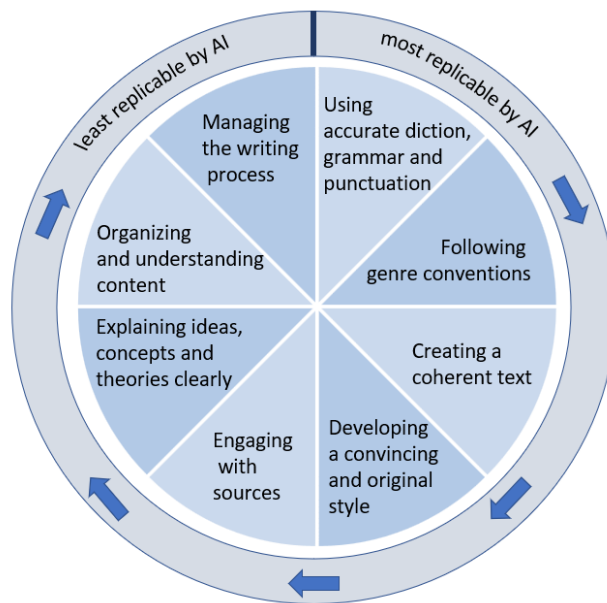 least replicable by AI
most replicable by AI
Using
accurate diction,
grammar and
punctuation
Following
genre conventions
Creating a
coherent text
Developing
a convincing
and original
style
Engaging
with
sources
Explaining ideas,
concepts and
theories clearly
Organizing
and understanding
content
Managing
the writing
process